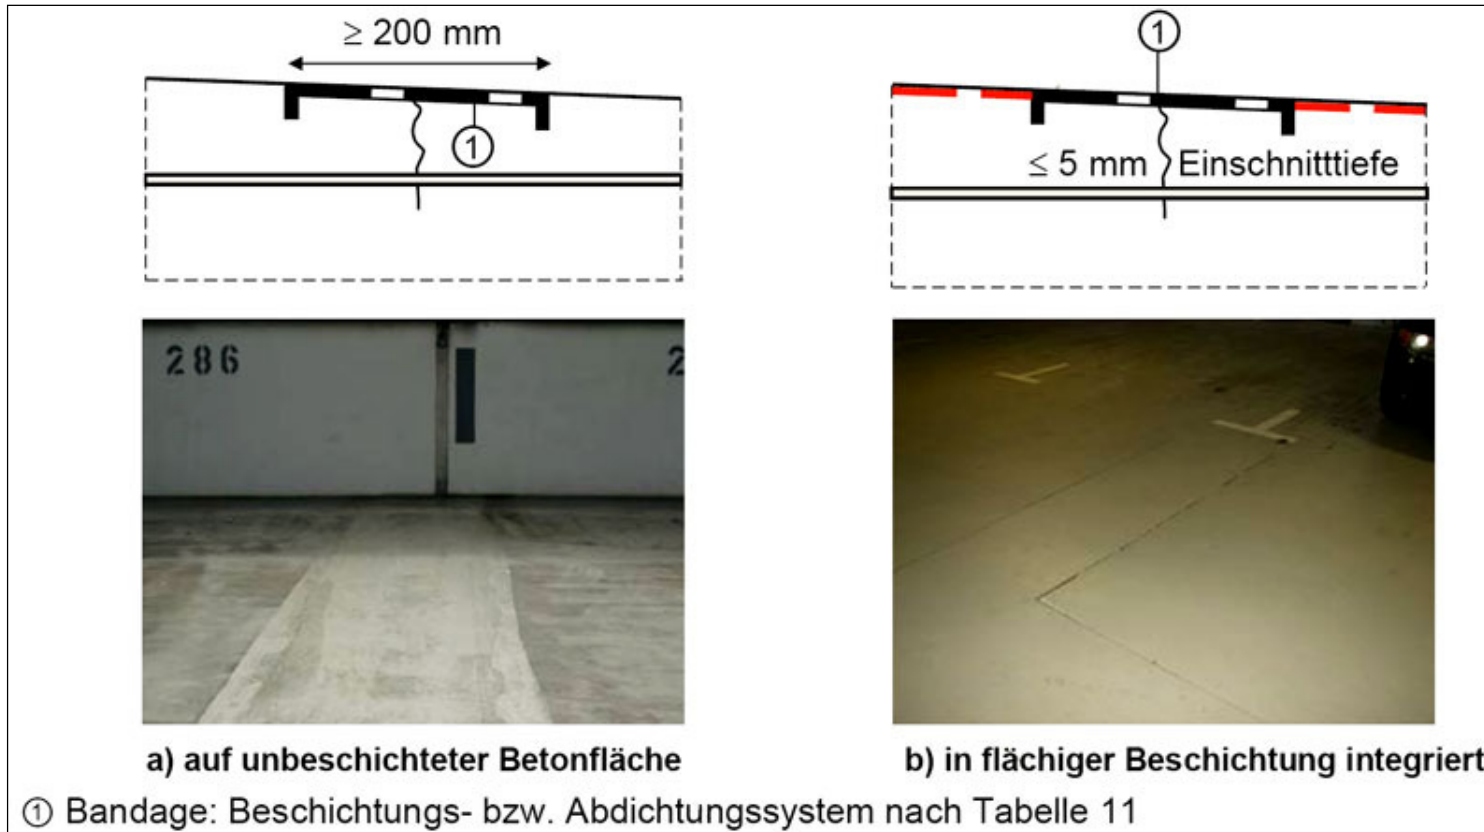 ≥ 200 mm
①
①
≤ 5 mm Einschnitttiefe
286
2
a) auf unbeschichteter Betonfläche
b) in flächiger Beschichtung integriert
① Bandage: Beschichtungs- bzw. Abdichtungssystem nach Tabelle 11